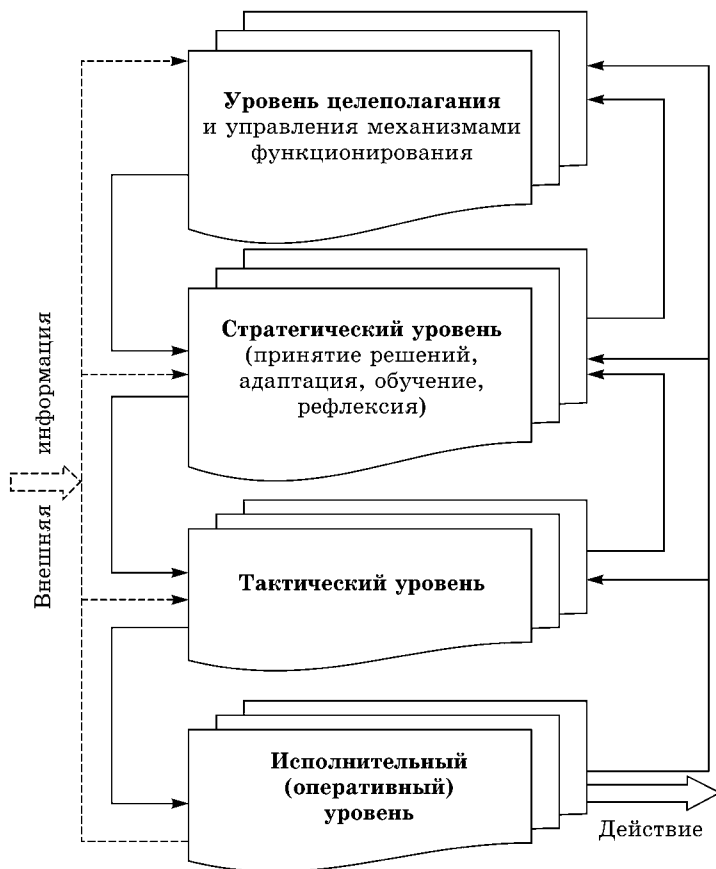 Уровень целеполагания
и управления механизмами
функционирования
Стратегический уровень
(принятие решений,
адаптация, обучение,
рефлексия)
Внешняя информация
Тактический уровень
Исполнительный
(оперативный)
уровень
Действие